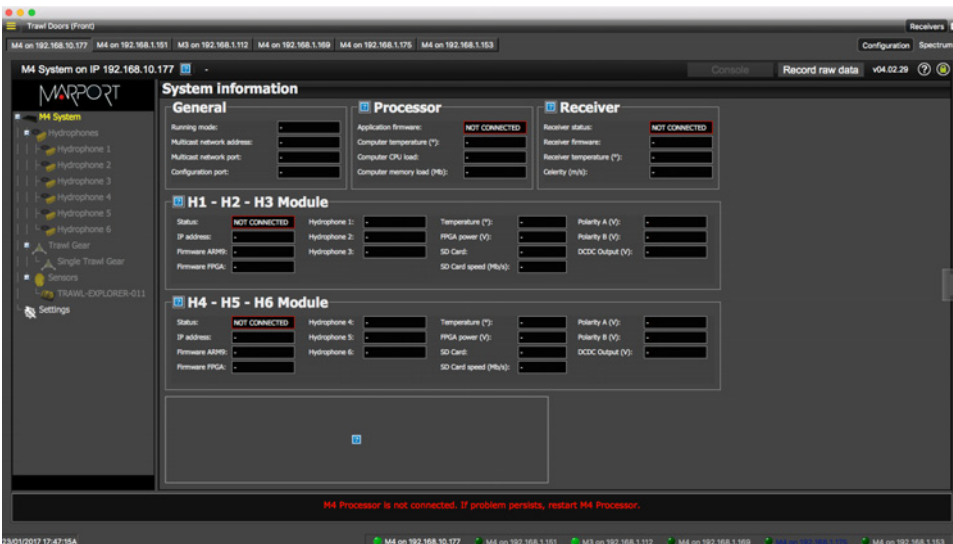 Trawl Doors (Front)
Receivers
M4 on 192.168.10.177 M4 on 192.168.1.151 M3 on 192.168.1.112 M4 on 192.168.1.169 M4 on 192.168.1.175 M4 on 192.168.1.153
Configuration Spectrum
M4 System on IP 192.168.10.177 -
Console Record raw data v04.02.29
MARPORT
M4 System
Hydrophones
Hydrophone 1
Hydrophone 2
Hydrophone 3
Hydrophone 4
Hydrophone 5
Hydrophone 6
Trawl Gear
Single Trawl Gear
Sensors
TRAWL-EXPLORER-011
Settings
System information
General
Running mode: -
Multicast network address: -
Multicast network port: -
Configuration port: -
Processor
Application firmware: NOT CONNECTED
Computer temperature (°): -
Computer CPU load: -
Computer memory load (Mb): -
Receiver
Receiver status: NOT CONNECTED
Receiver firmware: -
Receiver temperature (°): -
Celerity (m/s): -
H1 - H2 - H3 Module
Status: NOT CONNECTED Hydrophone 1: - Temperature (°): - Polarity A (V): -
IP address: - Hydrophone 2: - FPGA power (V): - Polarity B (V): -
Firmware ARM9: - Hydrophone 3: - SD Card: - DCDC Output (V): -
Firmware FPGA: - SD Card speed (Mb/s): -
H4 - H5 - H6 Module
Status: NOT CONNECTED Hydrophone 4: - Temperature (°): - Polarity A (V): -
IP address: - Hydrophone 5: - FPGA power (V): - Polarity B (V): -
Firmware ARM9: - Hydrophone 6: - SD Card: - DCDC Output (V): -
Firmware FPGA: - SD Card speed (Mb/s): -
M4 Processor is not connected. If problem persists, restart M4 Processor.
23/01/2017 17:47:15A
M4 on 192.168.10.177 M4 on 192.168.1.151 M3 on 192.168.1.112 M4 on 192.168.1.169 M4 on 192.168.1.175 M4 on 192.168.1.153